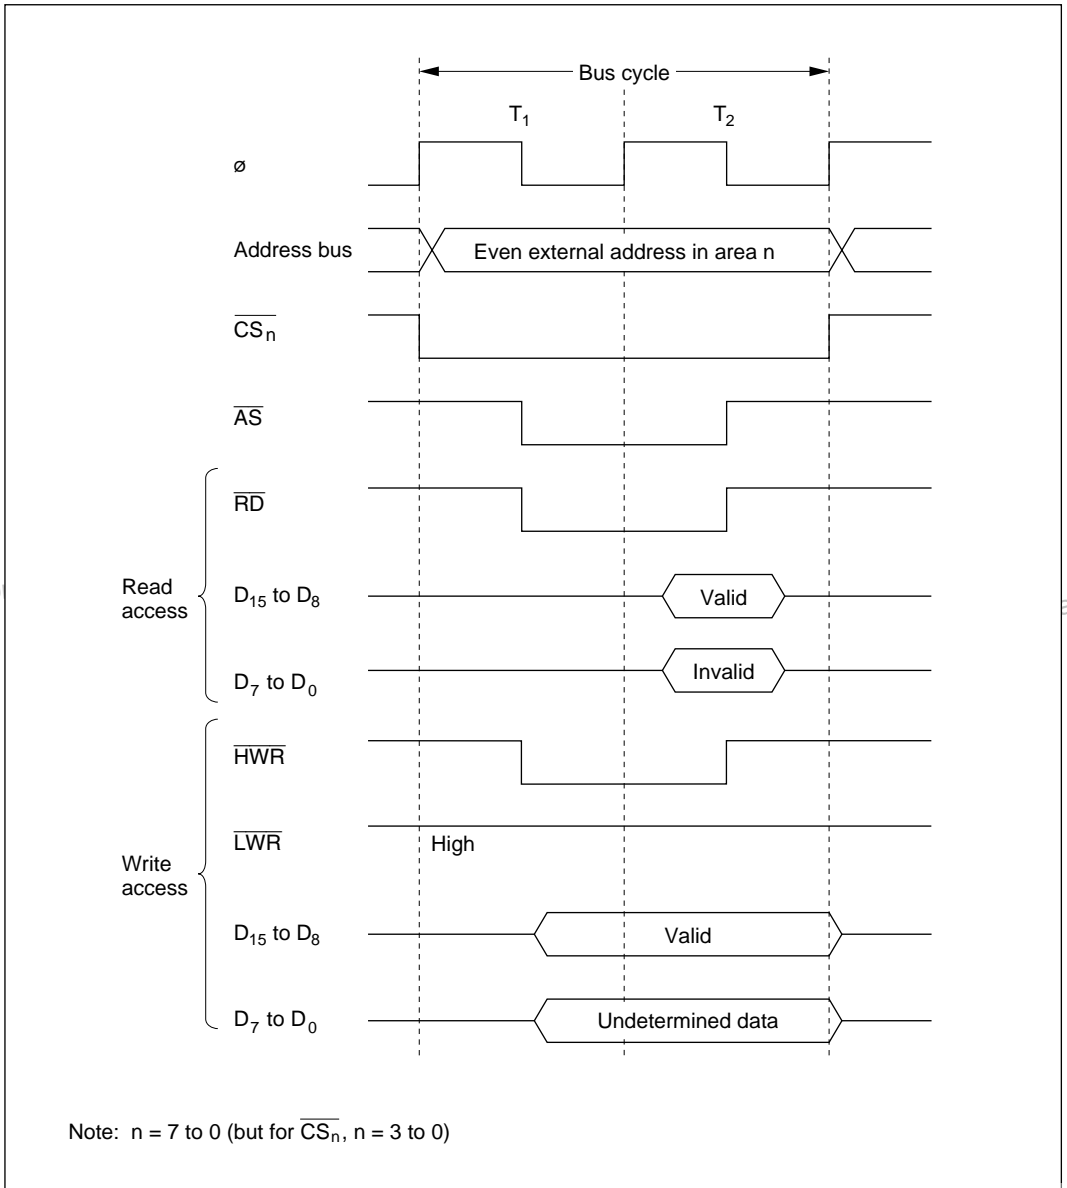 Bus cycle
T1 T2
ø
Address bus Even external address in area n
CSn
AS
RD
Read access
D15 to D8 Valid
D7 to D0 Invalid
HWR
LWR High
Write access
D15 to D8 Valid
D7 to D0 Undetermined data
Note: n = 7 to 0 (but for CSn, n = 3 to 0)